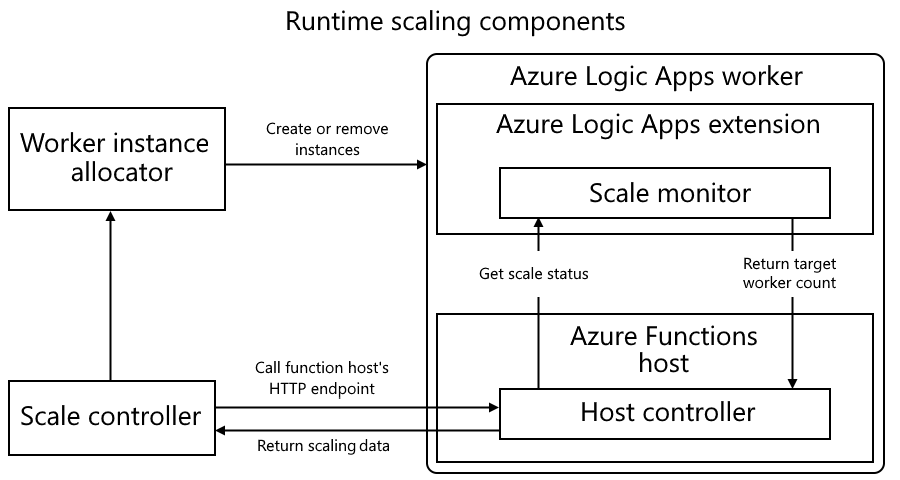 Runtime scaling components
Azure Logic Apps worker
Azure Logic Apps extension
Worker instance
allocator
Create or remove
instances
Scale monitor
Get scale status
Return target
worker count
Azure Functions
host
Call function host's
HTTP endpoint
Scale controller
Host controller
Return scaling data